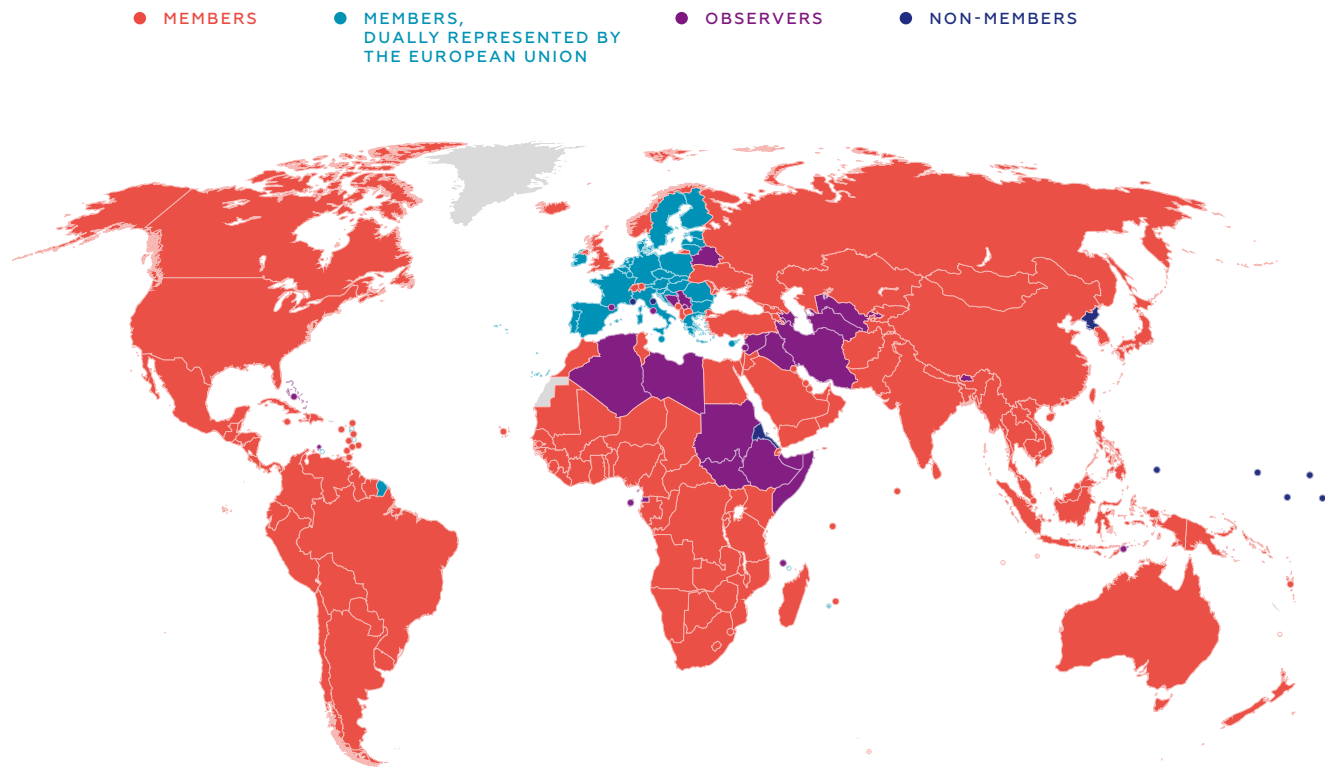 MEMBERS
MEMBERS,
DUALLY REPRESENTED BY
THE EUROPEAN UNION
OBSERVERS
NON-MEMBERS